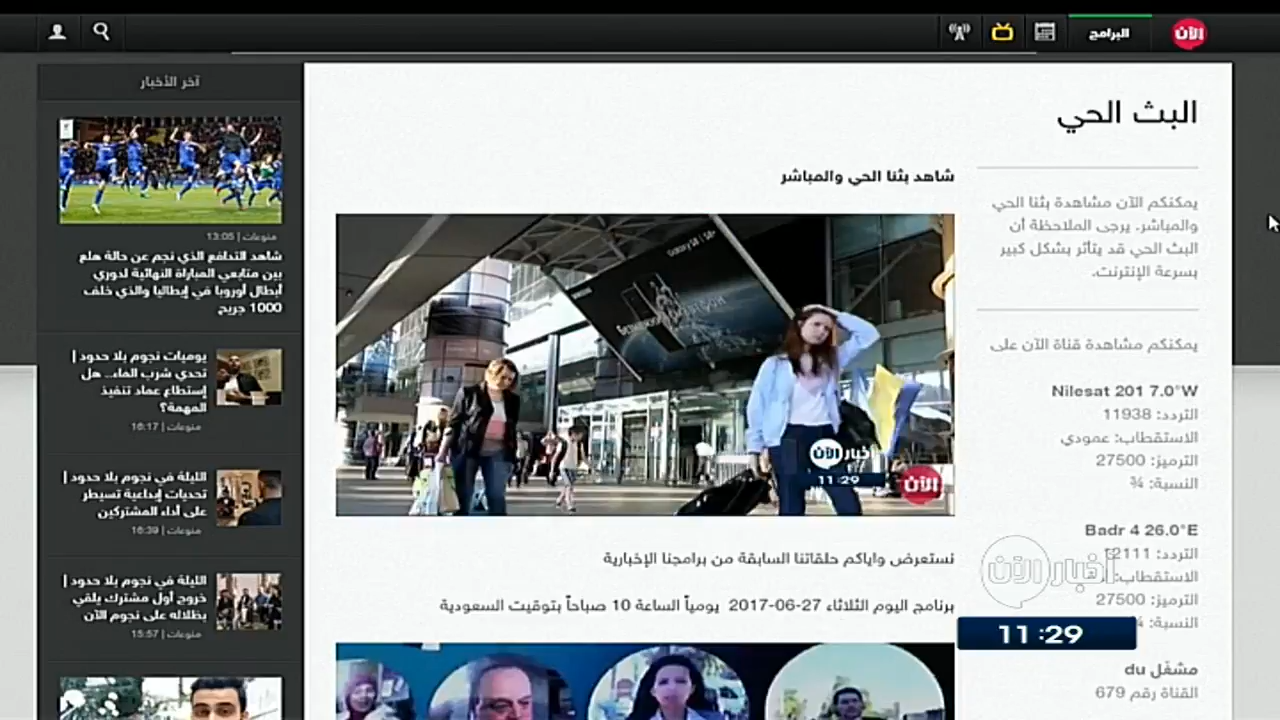 الآن
البرامج
البث الحي
يمكنكم الآن مشاهدة بثنا الحي
والمباشر. يرجى الملاحظة أن
البث الحي قد يتأثر بشكل كبير
بسرعة الإنترنت.
يمكنكم مشاهدة قناة الآن على
Nilesat 201 7.0°W
التردد: 11938
الاستقطاب: عمودي
الترميز: 27500
النسبة: ¾
Badr 4 26.0°E
التردد:
الاستقطاب:
الترميز: 27500
النسبة:
مشغّل du
القناة رقم 679
شاهد بثنا الحي والمباشر
أخبار الآن
11:29
الآن
نستعرض واياكم حلقاتنا السابقة من برامجنا الإخبارية
برنامج اليوم الثلاثاء 27-06-2017 يومياً الساعة 10 صباحاً بتوقيت السعودية
أخبار الآن
11:29
آخر الأخبار
منوعات | 13:05
شاهد التدافع الذي نجم عن حالة هلع
بين متابعي المباراة النهائية لدوري
أبطال أوروبا في إيطاليا والذي خلف
1000 جريح
يوميات نجوم بلا حدود |
تحدي شرب الماء.. هل
إستطاع عماد تنفيذ
المهمة؟
منوعات | 16:17
الليلة في نجوم بلا حدود |
تحديات إبداعية تسيطر
على أداء المشتركين
منوعات | 16:39
الليلة في نجوم بلا حدود |
خروج أول مشترك يلقي
بظلاله على نجوم الآن
منوعات | 15:57